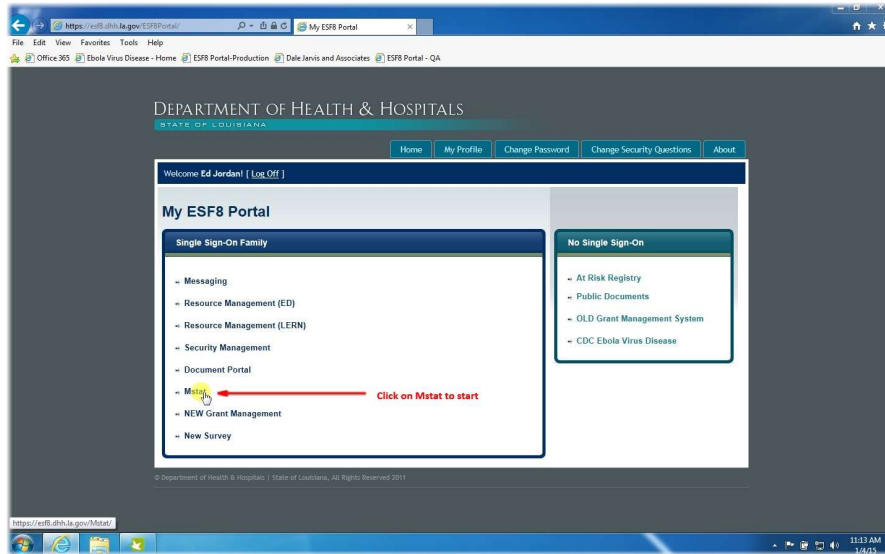 https://esf8.dhh.la.gov/ESF8Portal/
My ESF8 Portal
File Edit View Favorites Tools Help
Office 365 Ebola Virus Disease - Home ESF8 Portal-Production Dale Jarvis and Associates ESF8 Portal - QA
DEPARTMENT OF HEALTH & HOSPITALS
STATE OF LOUISIANA
Home My Profile Change Password Change Security Questions About
Welcome Ed Jordan! [ Log Off ]
My ESF8 Portal
Single Sign-On Family
Messaging
Resource Management (ED)
Resource Management (LERN)
Security Management
Document Portal
Mstat
Click on Mstat to start
NEW Grant Management
New Survey
No Single Sign-On
At Risk Registry
Public Documents
OLD Grant Management System
CDC Ebola Virus Disease
© Department of Health & Hospitals | State of Louisiana, All Rights Reserved 2011
https://esf8.dhh.la.gov/Mstat/
11:13 AM
1/4/15